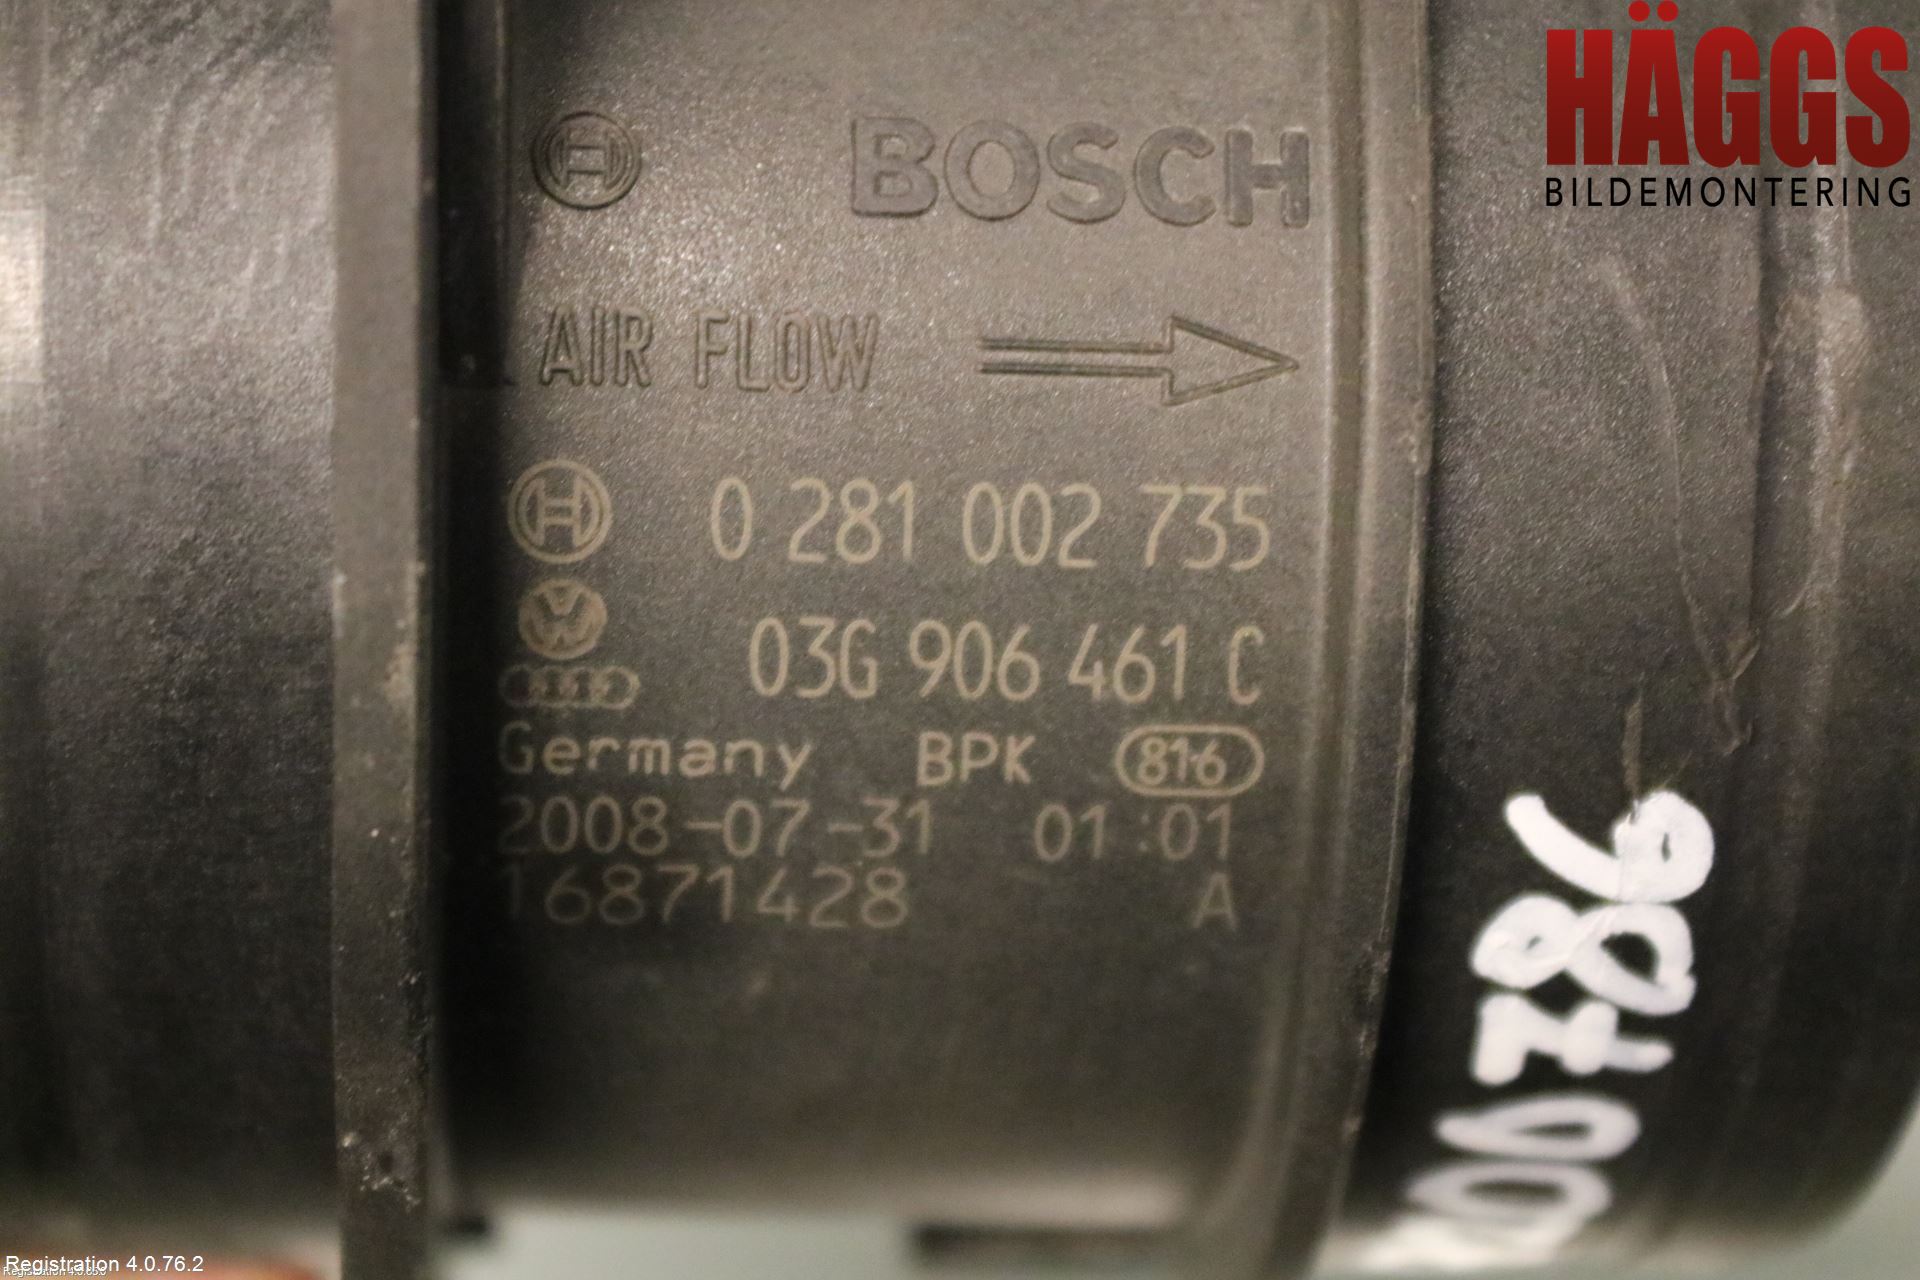 HÄGGS
BILDEMONTERING
BOSCH
AIR FLOW
0 281 002 735
03G 906 461 C
Germany BPK 816
2008-07-31 01:01
16871428 A
00786
Registration 4.0.76.2